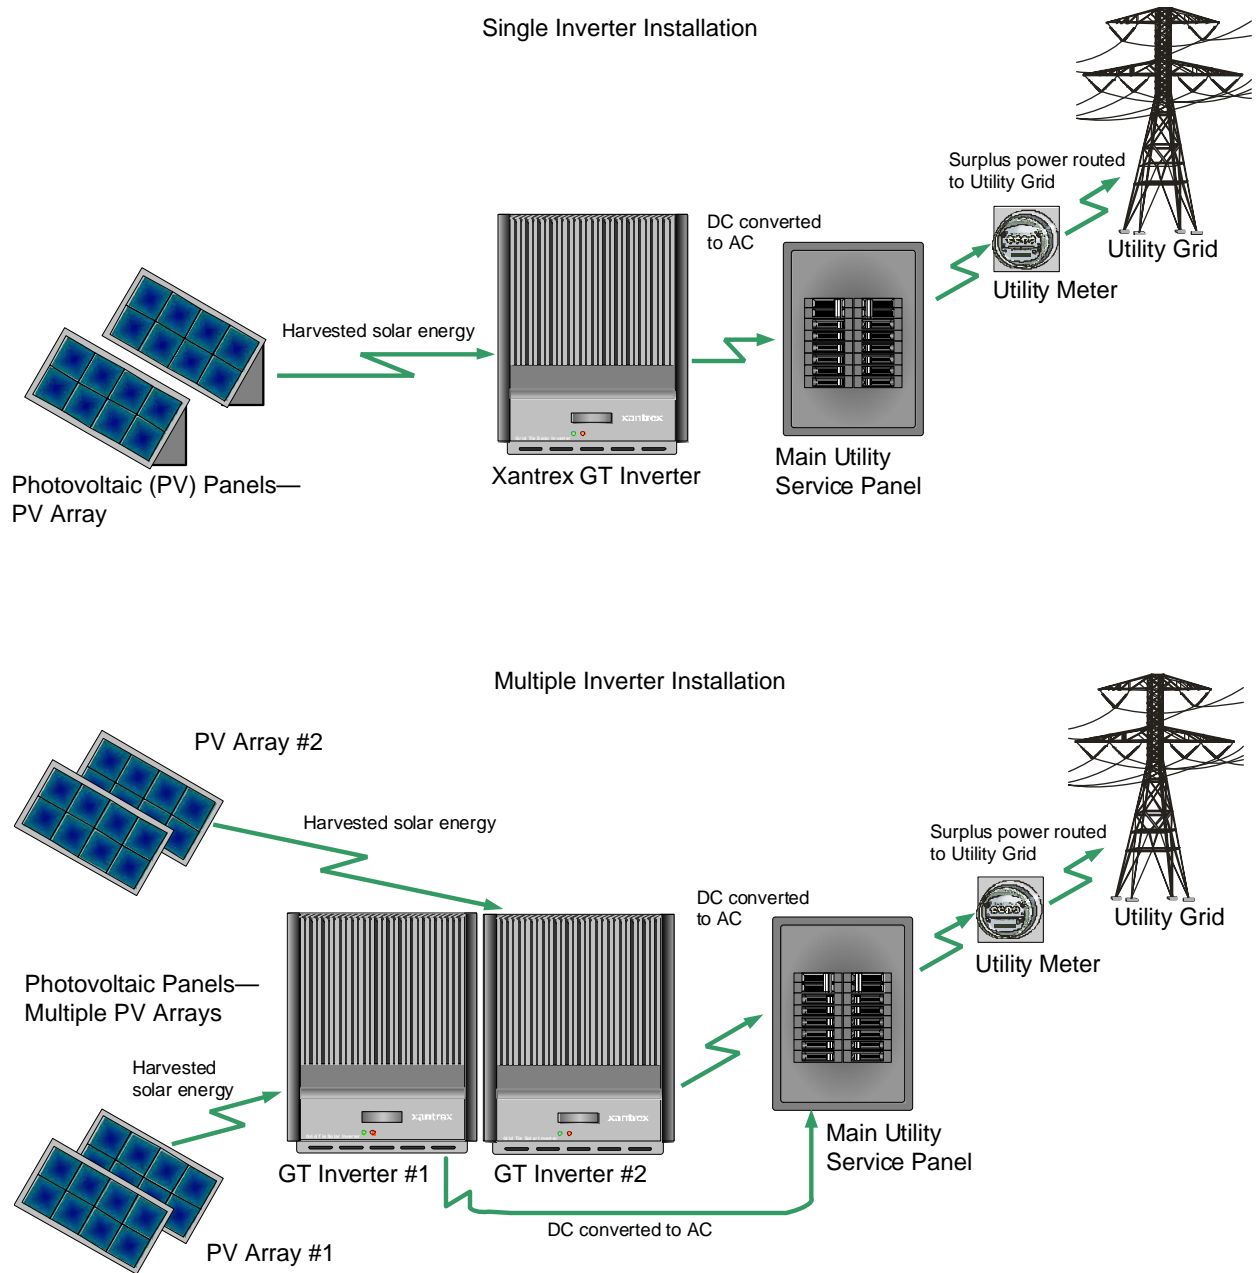 Single Inverter Installation
Surplus power routed
to Utility Grid
DC converted
to AC
Utility Grid
Utility Meter
Harvested solar energy
xantrex
Main Utility
Service Panel
Xantrex GT Inverter
Photovoltaic (PV) Panels—
PV Array
Multiple Inverter Installation
PV Array #2
Harvested solar energy
Surplus power routed
to Utility Grid
DC converted
to AC
Utility Grid
Utility Meter
Photovoltaic Panels—
Multiple PV Arrays
Harvested
solar energy
xantrex
xantrex
Main Utility
Service Panel
GT Inverter #1
GT Inverter #2
DC converted to AC
PV Array #1